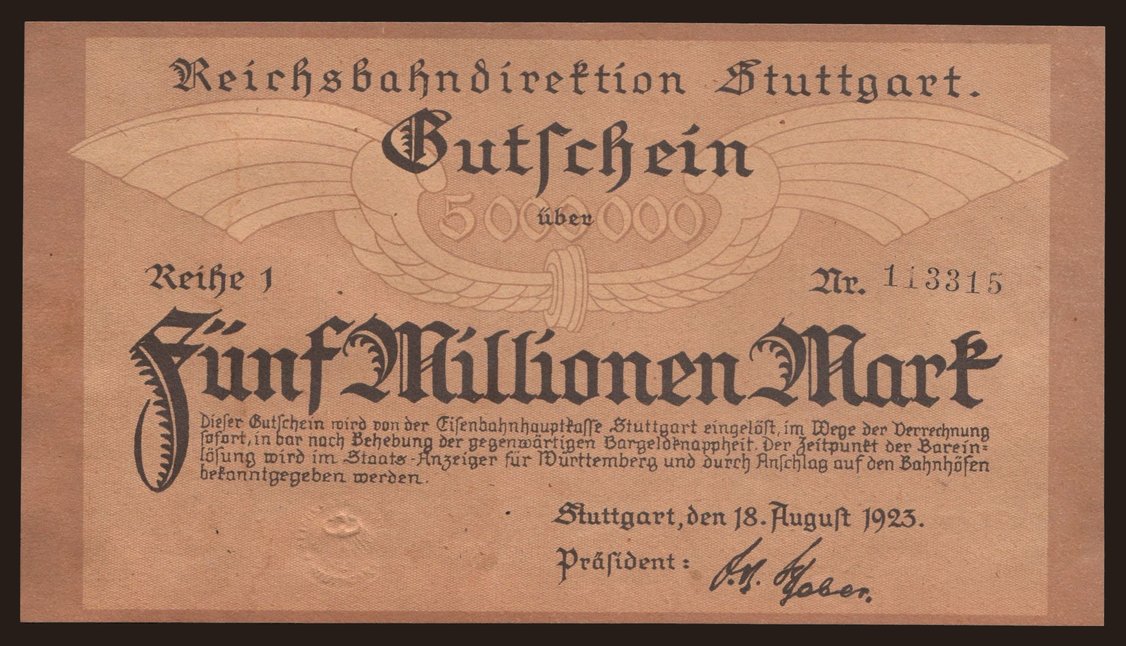 Reichsbahndirektion Stuttgart.
Gutschein
5000000
über
Reihe 1
Nr. 113315
Fünf Millionen Mark
Dieser Gutschein wird von der Eisenbahnhauptkasse Stuttgart eingelöst, im Wege der Verrechnung
sofort, in bar nach Behebung der gegenwärtigen Bargeldknappheit. Der Zeitpunkt der Barein-
lösung wird im Staats-Anzeiger für Württemberg und durch Anschlag auf den Bahnhöfen
bekanntgegeben werden.
Stuttgart, den 18. August 1923.
Präsident: